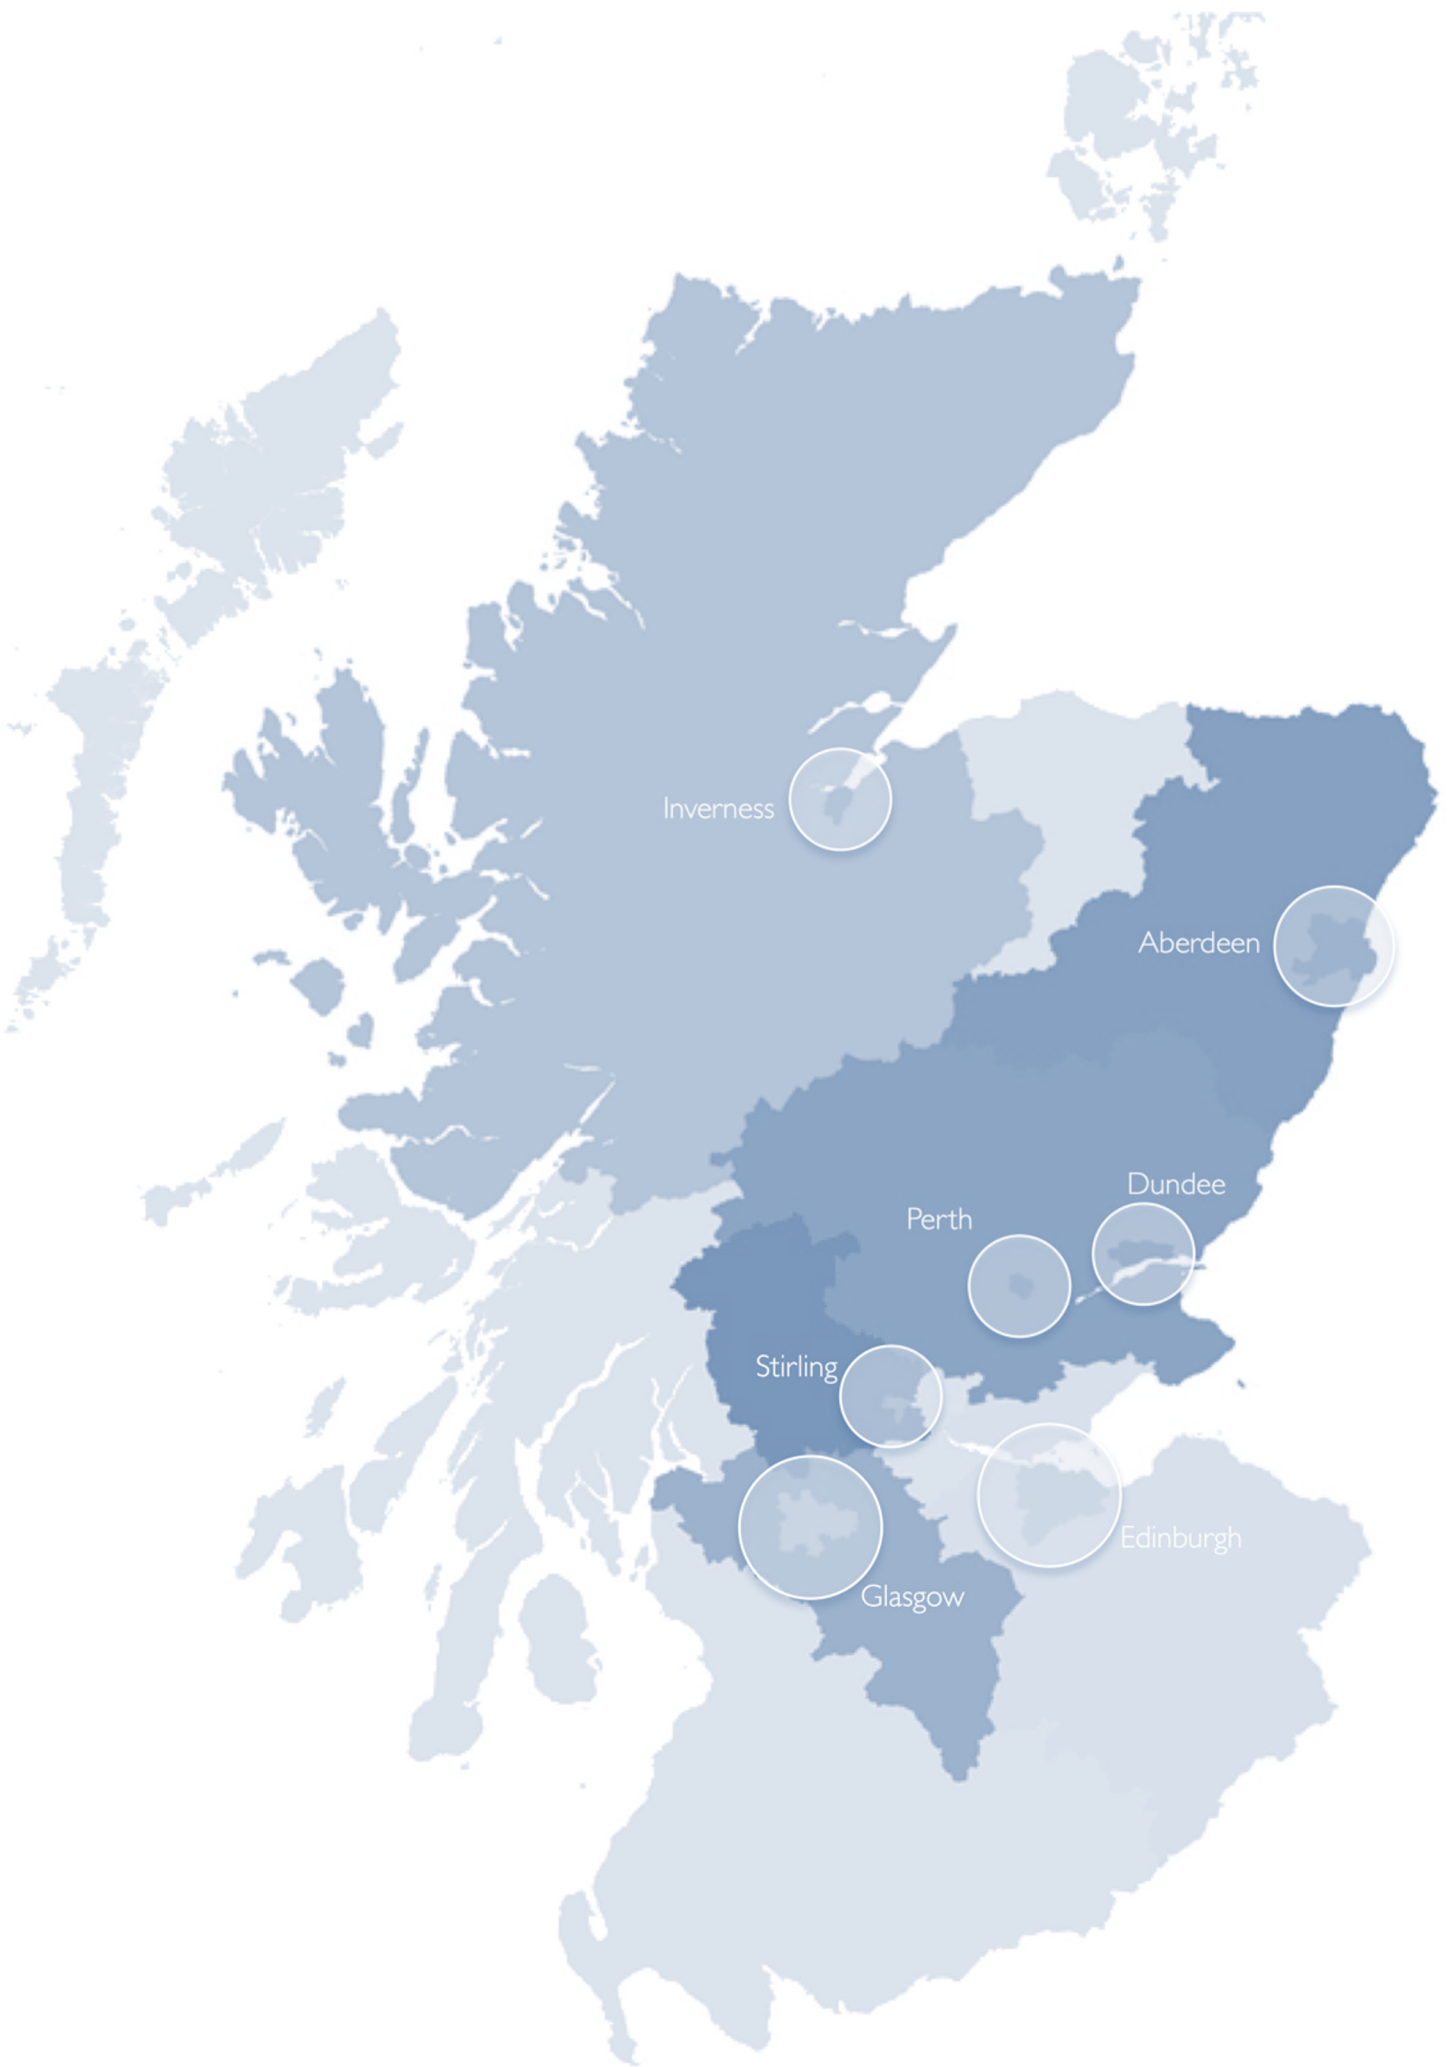 Inverness
Aberdeen
Dundee
Perth
Stirling
Edinburgh
Glasgow